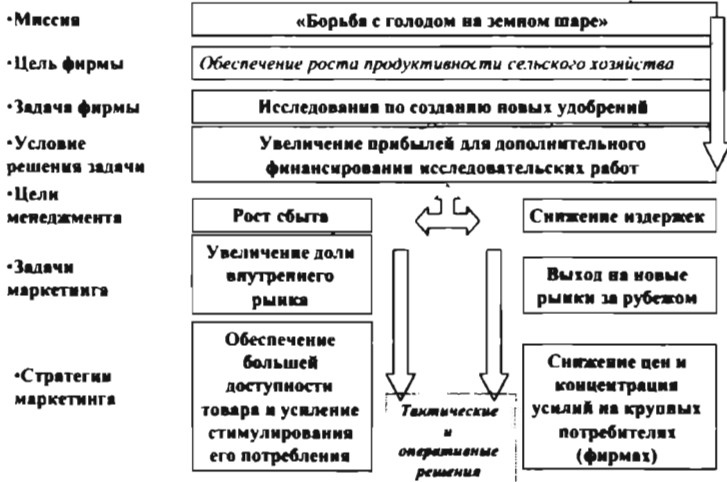 •Миссия
«Борьба с голодом на земном шаре»
•Цель фирмы
Обеспечение роста продуктивности сельского хозяйства
•Задача фирмы
Исследования по созданию новых удобрений
•Условие
решения задачи
Увеличение прибылей для дополнительного
финансирования исследовательских работ
•Цели
менеджмента
Рост сбыта
Снижение издержек
•Задачи
маркетинга
Увеличение доли
внутреннего
рынка
Выход на новые
рынки за рубежом
•Стратегии
маркетинга
Обеспечение
большей
доступности
товара и усиление
стимулирования
его потребления
Тактические
и
оперативные
решения
Снижение цен и
концентрация
усилий на крупных
потребителях
(фирмах)